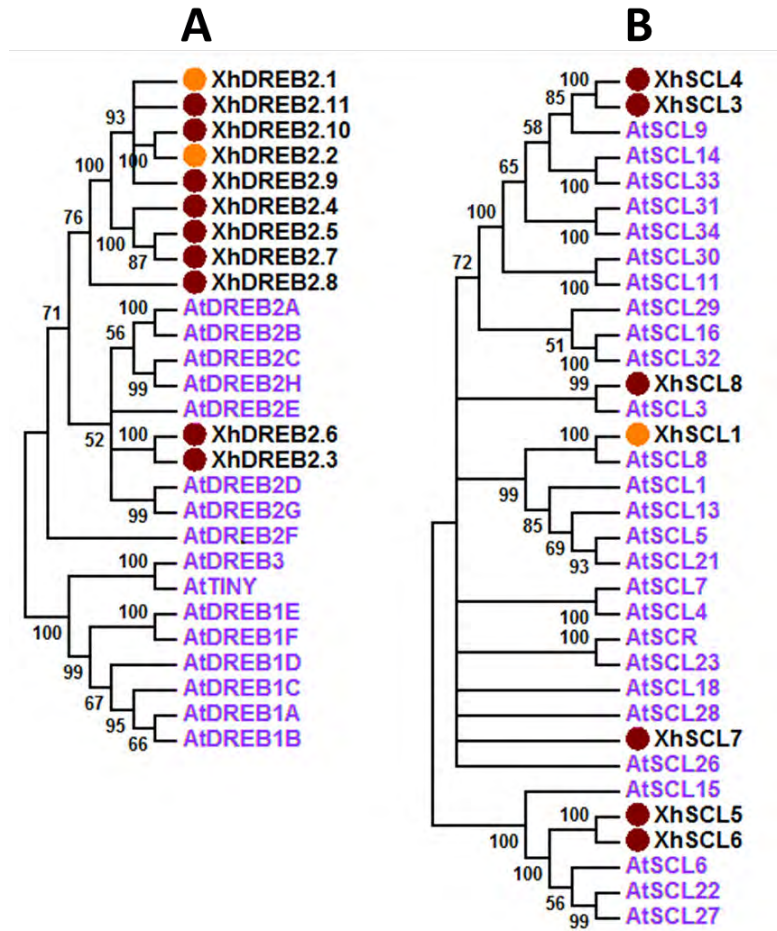 A
93
100
100
76
100
87
71
100
56
99
52
100
99
100
100
100
99
67
95
66
XhDREB2.1
XhDREB2.11
XhDREB2.10
XhDREB2.2
XhDREB2.9
XhDREB2.4
XhDREB2.5
XhDREB2.7
XhDREB2.8
AtDREB2A
AtDREB2B
AtDREB2C
AtDREB2H
AtDREB2E
XhDREB2.6
XhDREB2.3
AtDREB2D
AtDREB2G
AtDREB2F
AtDREB3
AtTINY
AtDREB1E
AtDREB1F
AtDREB1D
AtDREB1C
AtDREB1A
AtDREB1B
B
100
85
58
65
100
100
100
72
100
51
100
99
100
99
85
69
93
100
100
100
100
100
56
99
XhSCL4
XhSCL3
AtSCL9
AtSCL14
AtSCL33
AtSCL31
AtSCL34
AtSCL30
AtSCL11
AtSCL29
AtSCL16
AtSCL32
XhSCL8
AtSCL3
XhSCL1
AtSCL8
AtSCL1
AtSCL13
AtSCL5
AtSCL21
AtSCL7
AtSCL4
AtSCR
AtSCL23
AtSCL18
AtSCL28
XhSCL7
AtSCL26
AtSCL15
XhSCL5
XhSCL6
AtSCL6
AtSCL22
AtSCL27